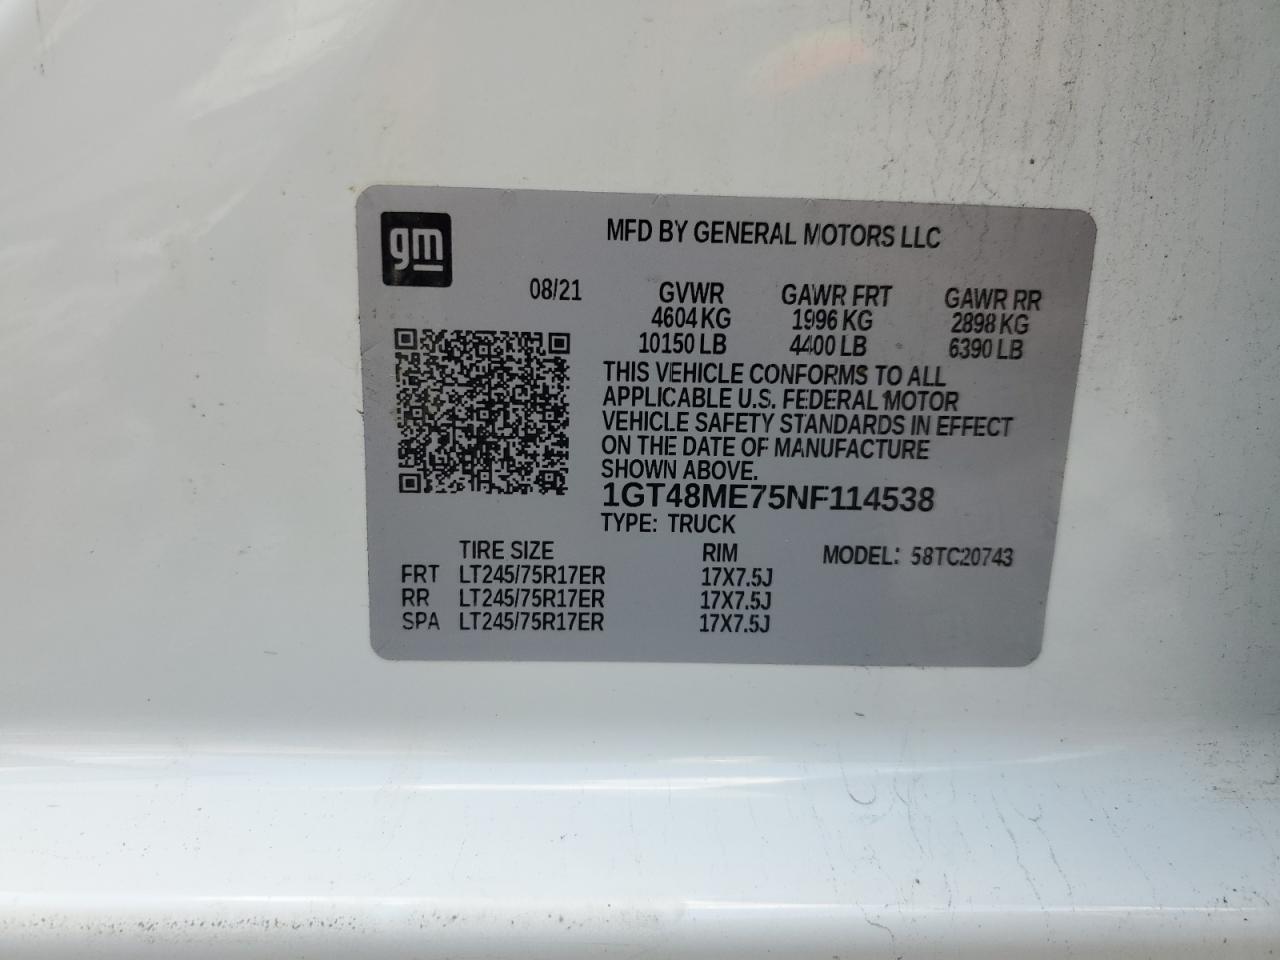 gm
MFD BY GENERAL MOTORS LLC
08/21 GVWR GAWR FRT GAWR RR
4604 KG 1996 KG 2898 KG
10150 LB 4400 LB 6390 LB
THIS VEHICLE CONFORMS TO ALL
APPLICABLE U.S. FEDERAL MOTOR
VEHICLE SAFETY STANDARDS IN EFFECT
ON THE DATE OF MANUFACTURE
SHOWN ABOVE.
1GT48ME75NF114538
TYPE: TRUCK
TIRE SIZE RIM MODEL: 58TC20743
FRT LT245/75R17ER 17X7.5J
RR LT245/75R17ER 17X7.5J
SPA LT245/75R17ER 17X7.5J